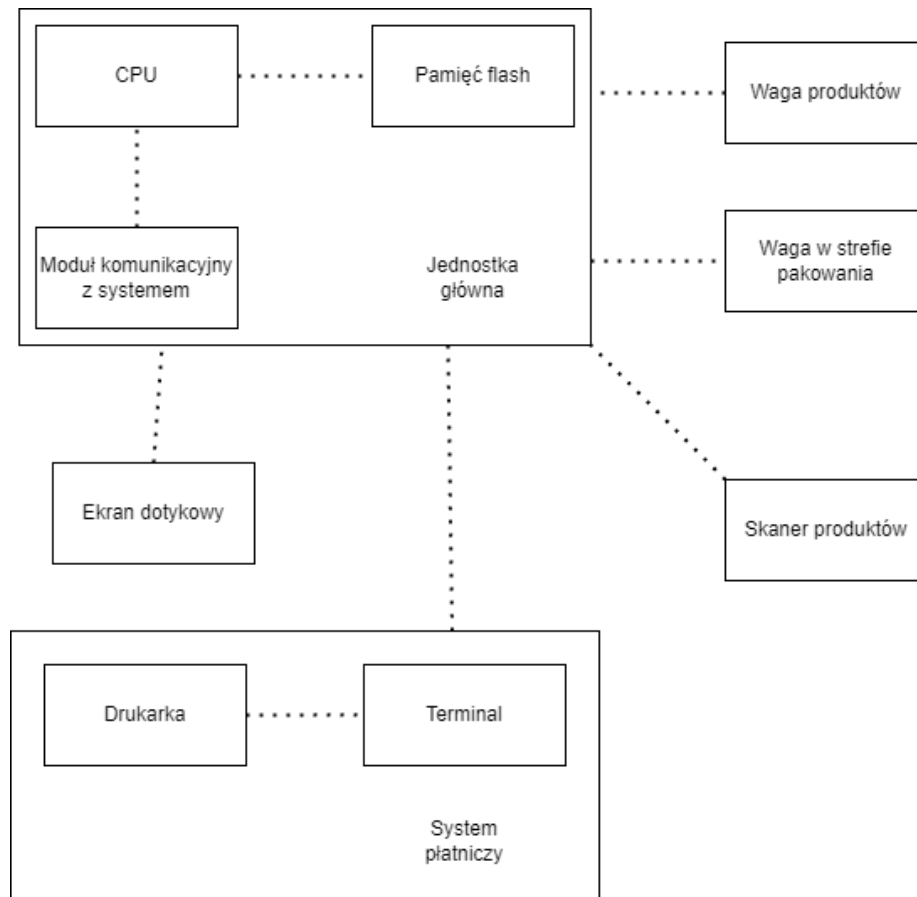 CPU
Pamięć flash
Waga produktów
Moduł komunikacyjny
z systemem
Jednostka
główna
Waga w strefie
pakowania
Ekran dotykowy
Skaner produktów
Drukarka
Terminal
System
płatniczy